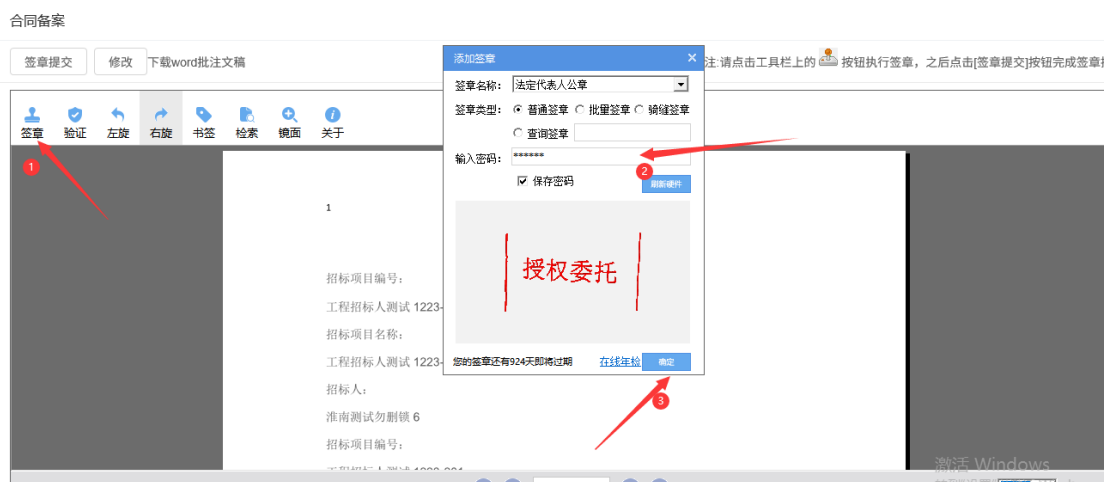 合同备案
签章提交 修改 下载word批注文稿
注:请点击工具栏上的 按钮执行签章，之后点击[签章提交]按钮完成签章
签章 验证 左旋 右旋 书签 检索 镜面 关于
1
添加签章
签章名称： 法定代表人公章
签章类型： 普通签章 批量签章 骑缝签章
查询签章
输入密码： ******
2
保存密码 刷新硬件
授权委托
您的签章还有924天即将过期 在线年检 确定
3
1
招标项目编号：
工程招标人测试 1223-
招标项目名称：
工程招标人测试 1223-
招标人：
淮南测试勿删锁 6
招标项目编号：
激活 Windows